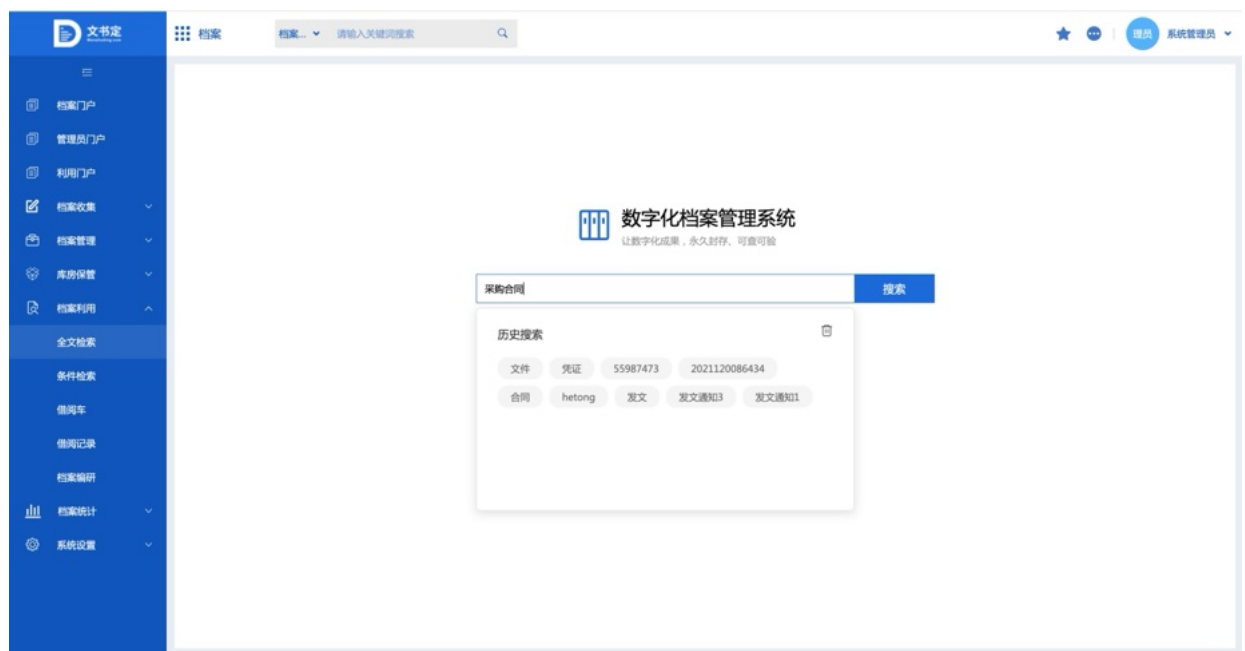 文书定
档案
档案...
请输入关键词搜索
理员
系统管理员
档案门户
管理员门户
利用门户
档案收集
档案管理
库房保管
档案利用
全文检索
条件检索
借阅车
借阅记录
档案编研
档案统计
系统设置
数字化档案管理系统
让数字化成果，永久封存、可查可验
采购合同
搜索
历史搜索
文件 凭证 55987473 2021120086434
合同 hetong 发文 发文通知3 发文通知1